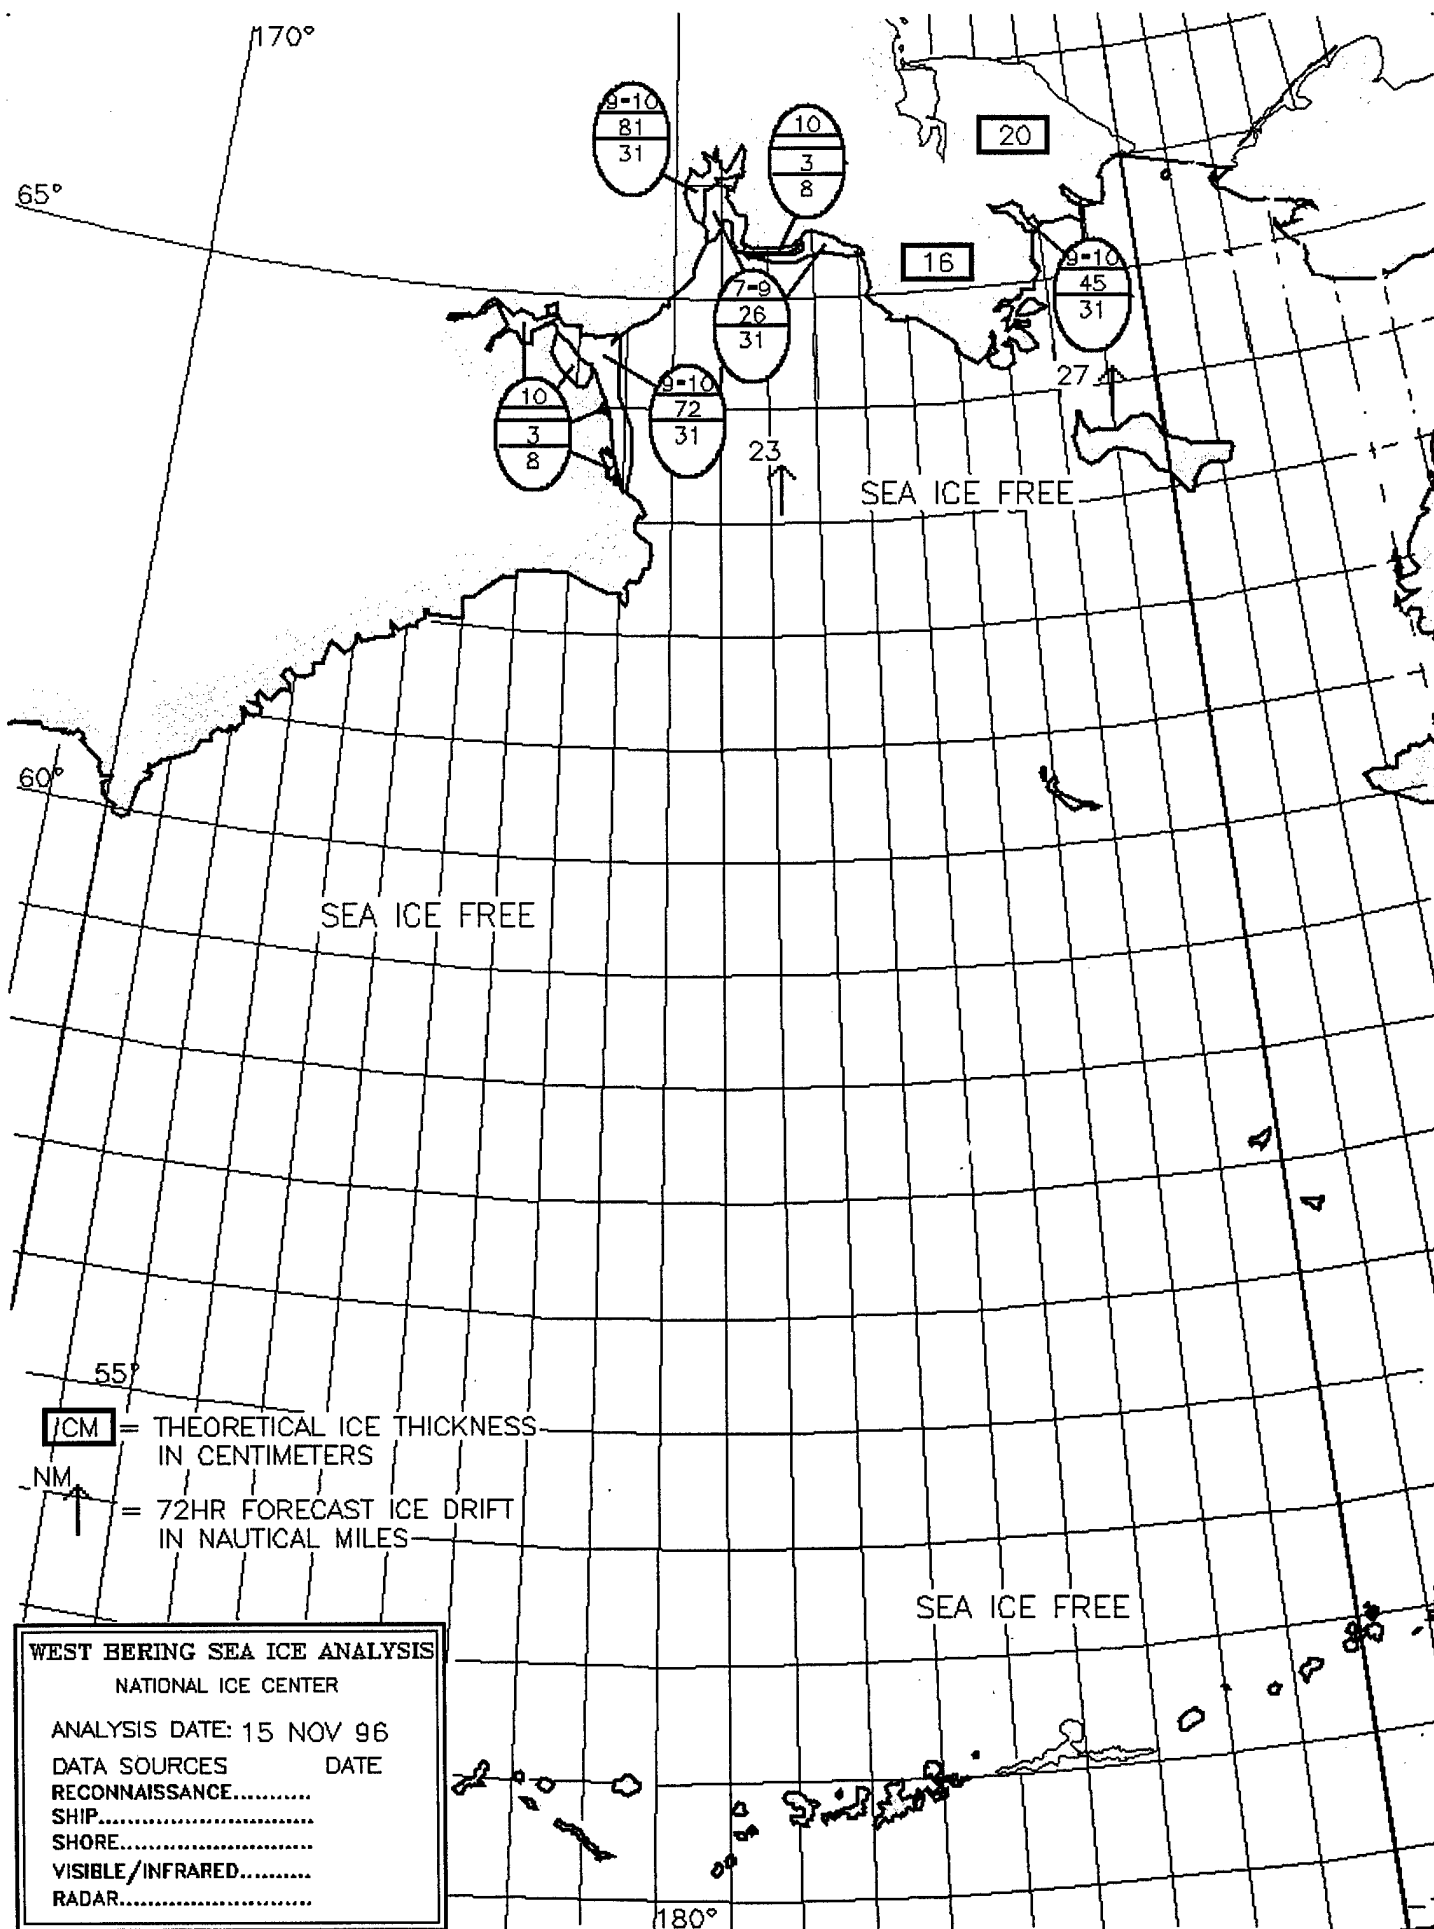 170°
9-10
81
31
10
3
8
20
65°
16
9-10
45
31
7-9
26
31
27
10
3
8
9-10
72
31
23
SEA ICE FREE
60°
SEA ICE FREE
55°
CM = THEORETICAL ICE THICKNESS
IN CENTIMETERS
NM
= 72HR FORECAST ICE DRIFT
IN NAUTICAL MILES
SEA ICE FREE
WEST BERING SEA ICE ANALYSIS
NATIONAL ICE CENTER
ANALYSIS DATE: 15 NOV 96
DATA SOURCES DATE
RECONNAISSANCE...........
SHIP..............................
SHORE...........................
VISIBLE/INFRARED..........
RADAR...........................
180°